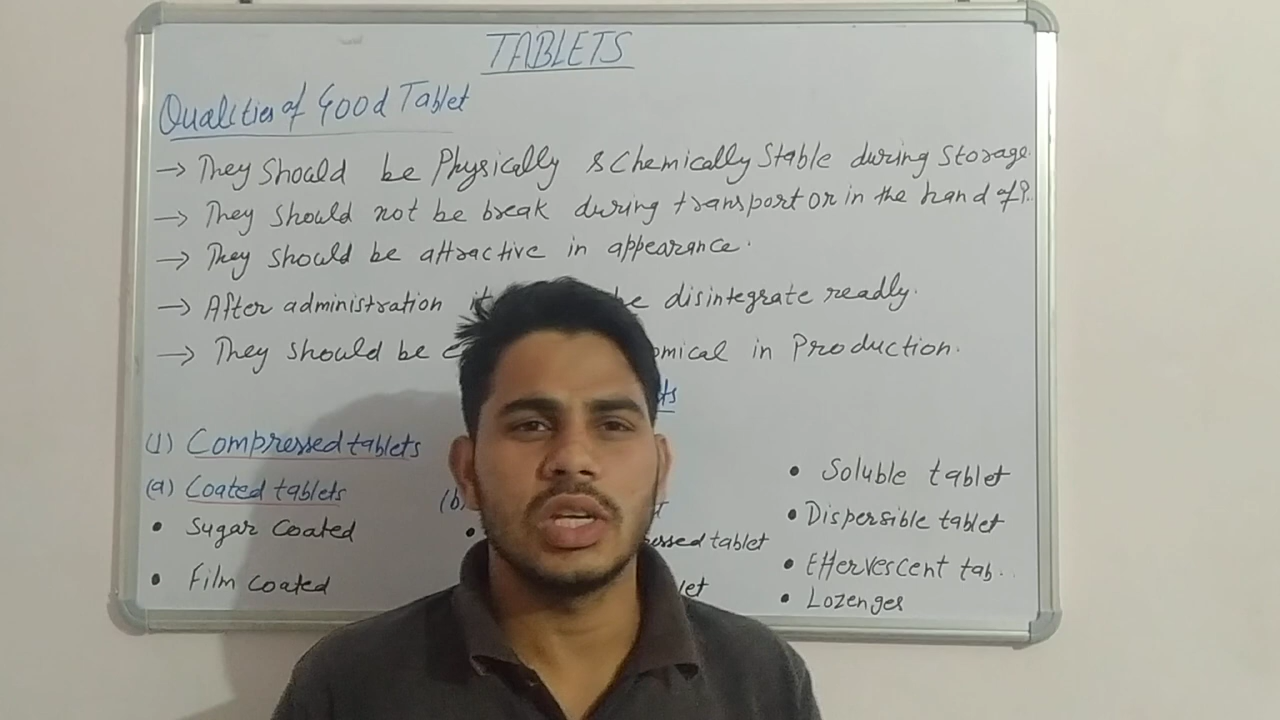 TABLETS
Qualities of Good Tablet
→ They should be Physically & Chemically Stable during Storage.
→ They should not be break during transport or in the hand of P.
→ They should be attractive in appearance.
→ After administration it be disintegrate readly.
→ They should be in Production.
(1) Compressed tablets
(a) Coated tablets
• Sugar Coated
• Film Coated
(b)
tablet
• Soluble tablet
• Dispersible tablet
• Effervescent tab.
• Lozenges